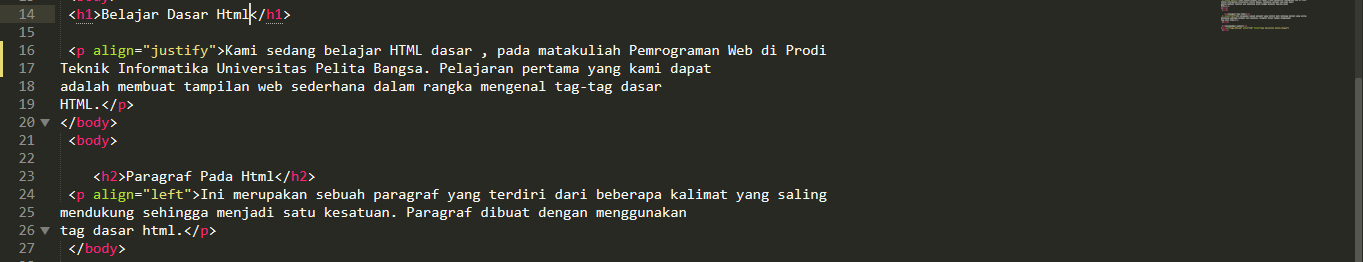 14 <h1>Belajar Dasar Html</h1>
15
16 <p align="justify">Kami sedang belajar HTML dasar , pada matakuliah Pemrograman Web di Prodi
17 Teknik Informatika Universitas Pelita Bangsa. Pelajaran pertama yang kami dapat
18 adalah membuat tampilan web sederhana dalam rangka mengenal tag-tag dasar
19 HTML.</p>
20 </body>
21 <body>
22
23 <h2>Paragraf Pada Html</h2>
24 <p align="left">Ini merupakan sebuah paragraf yang terdiri dari beberapa kalimat yang saling
25 mendukung sehingga menjadi satu kesatuan. Paragraf dibuat dengan menggunakan
26 tag dasar html.</p>
27 </body>